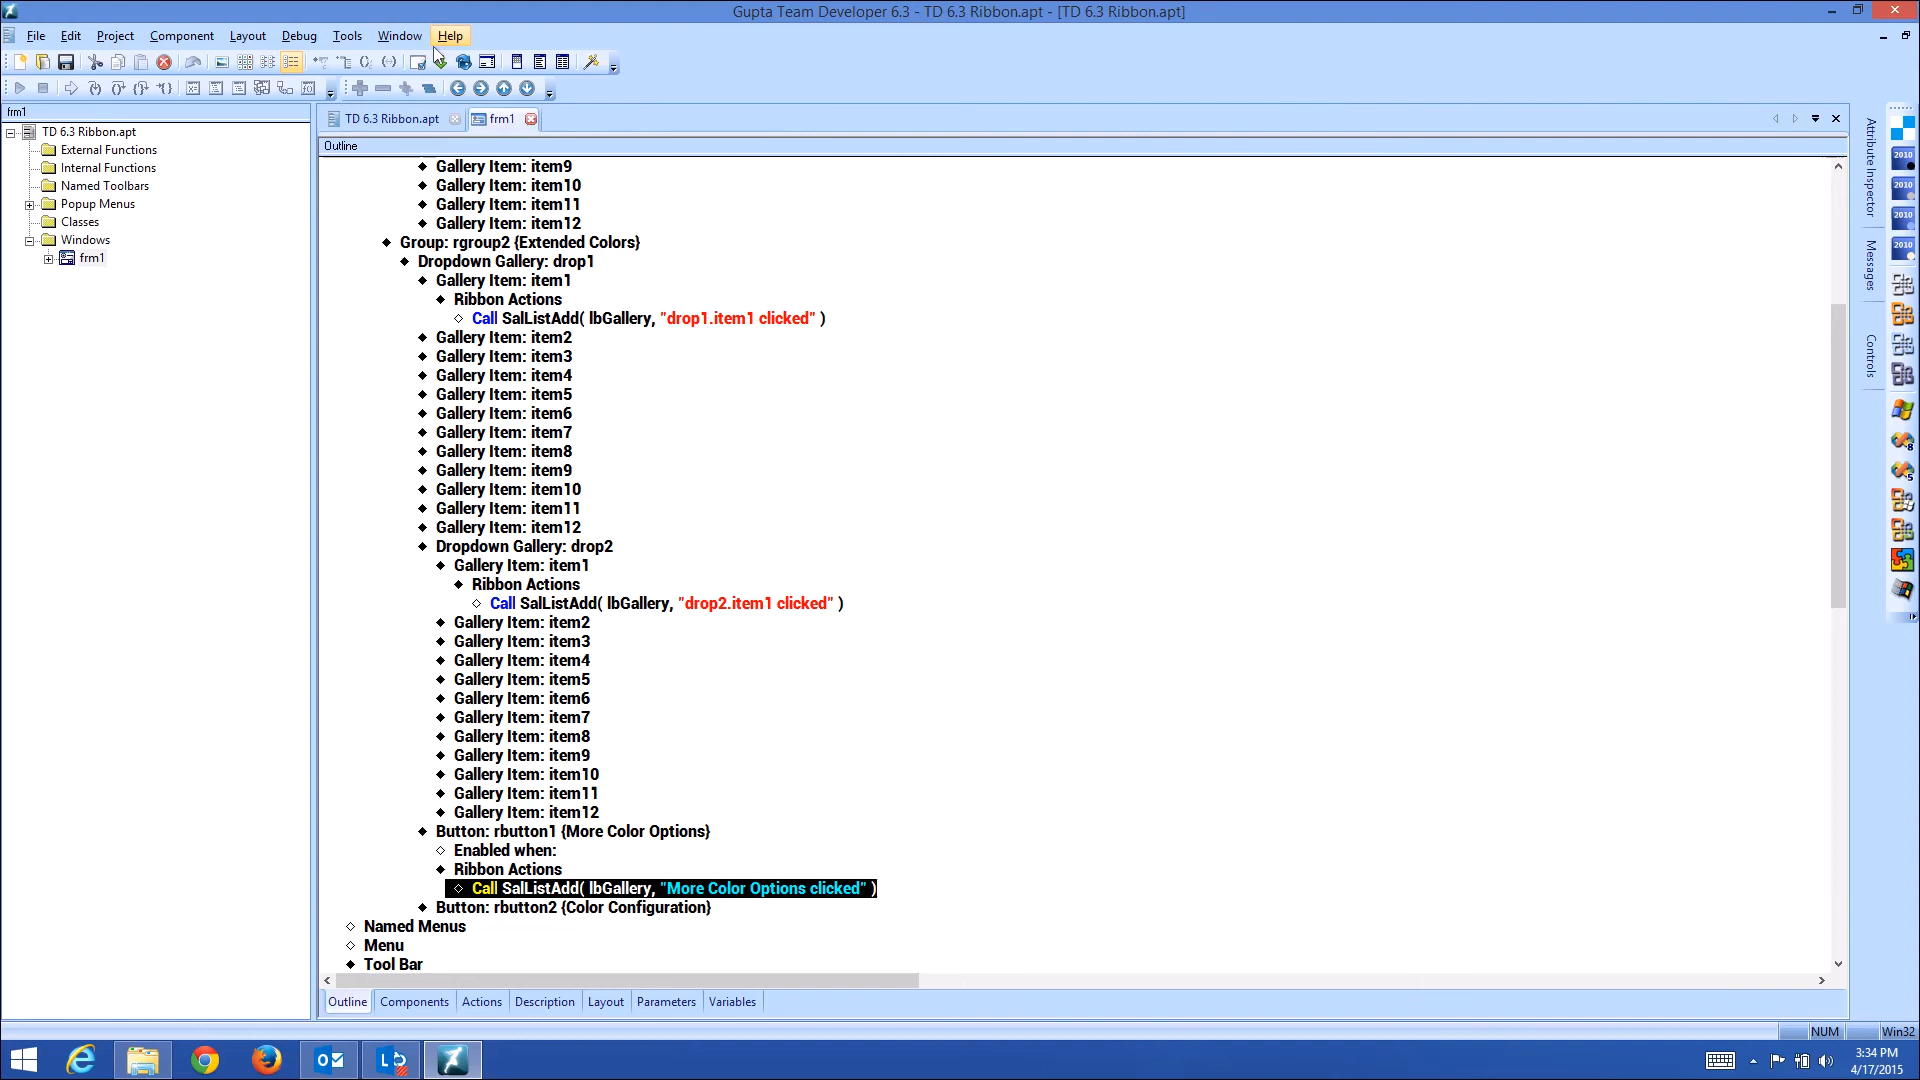 Gupta Team Developer 6.3 - TD 6.3 Ribbon.apt - [TD 6.3 Ribbon.apt]
File Edit Project Component Layout Debug Tools Window Help
frm1
TD 6.3 Ribbon.apt
External Functions
Internal Functions
Named Toolbars
Popup Menus
Classes
Windows
frm1
TD 6.3 Ribbon.apt frm1
Outline
Gallery Item: item9
Gallery Item: item10
Gallery Item: item11
Gallery Item: item12
Group: rgroup2 {Extended Colors}
Dropdown Gallery: drop1
Gallery Item: item1
Ribbon Actions
Call SalListAdd( lbGallery, "drop1.item1 clicked" )
Gallery Item: item2
Gallery Item: item3
Gallery Item: item4
Gallery Item: item5
Gallery Item: item6
Gallery Item: item7
Gallery Item: item8
Gallery Item: item9
Gallery Item: item10
Gallery Item: item11
Gallery Item: item12
Dropdown Gallery: drop2
Gallery Item: item1
Ribbon Actions
Call SalListAdd( lbGallery, "drop2.item1 clicked" )
Gallery Item: item2
Gallery Item: item3
Gallery Item: item4
Gallery Item: item5
Gallery Item: item6
Gallery Item: item7
Gallery Item: item8
Gallery Item: item9
Gallery Item: item10
Gallery Item: item11
Gallery Item: item12
Button: rbutton1 {More Color Options}
Enabled when:
Ribbon Actions
Call SalListAdd( lbGallery, "More Color Options clicked" )
Button: rbutton2 {Color Configuration}
Named Menus
Menu
Tool Bar
Outline Components Actions Description Layout Parameters Variables
Attribute Inspector
Messages
Controls
2010
2010
2010
2010
8
5
NUM Win32
3:34 PM
4/17/2015